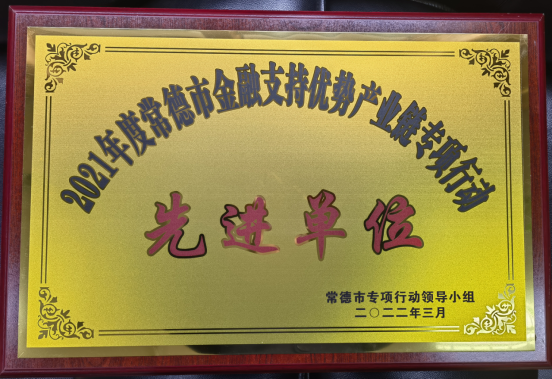 2021年度常德市金融支持优势产业链专项行动
先进单位
常德市专项行动领导小组
二〇二二年三月